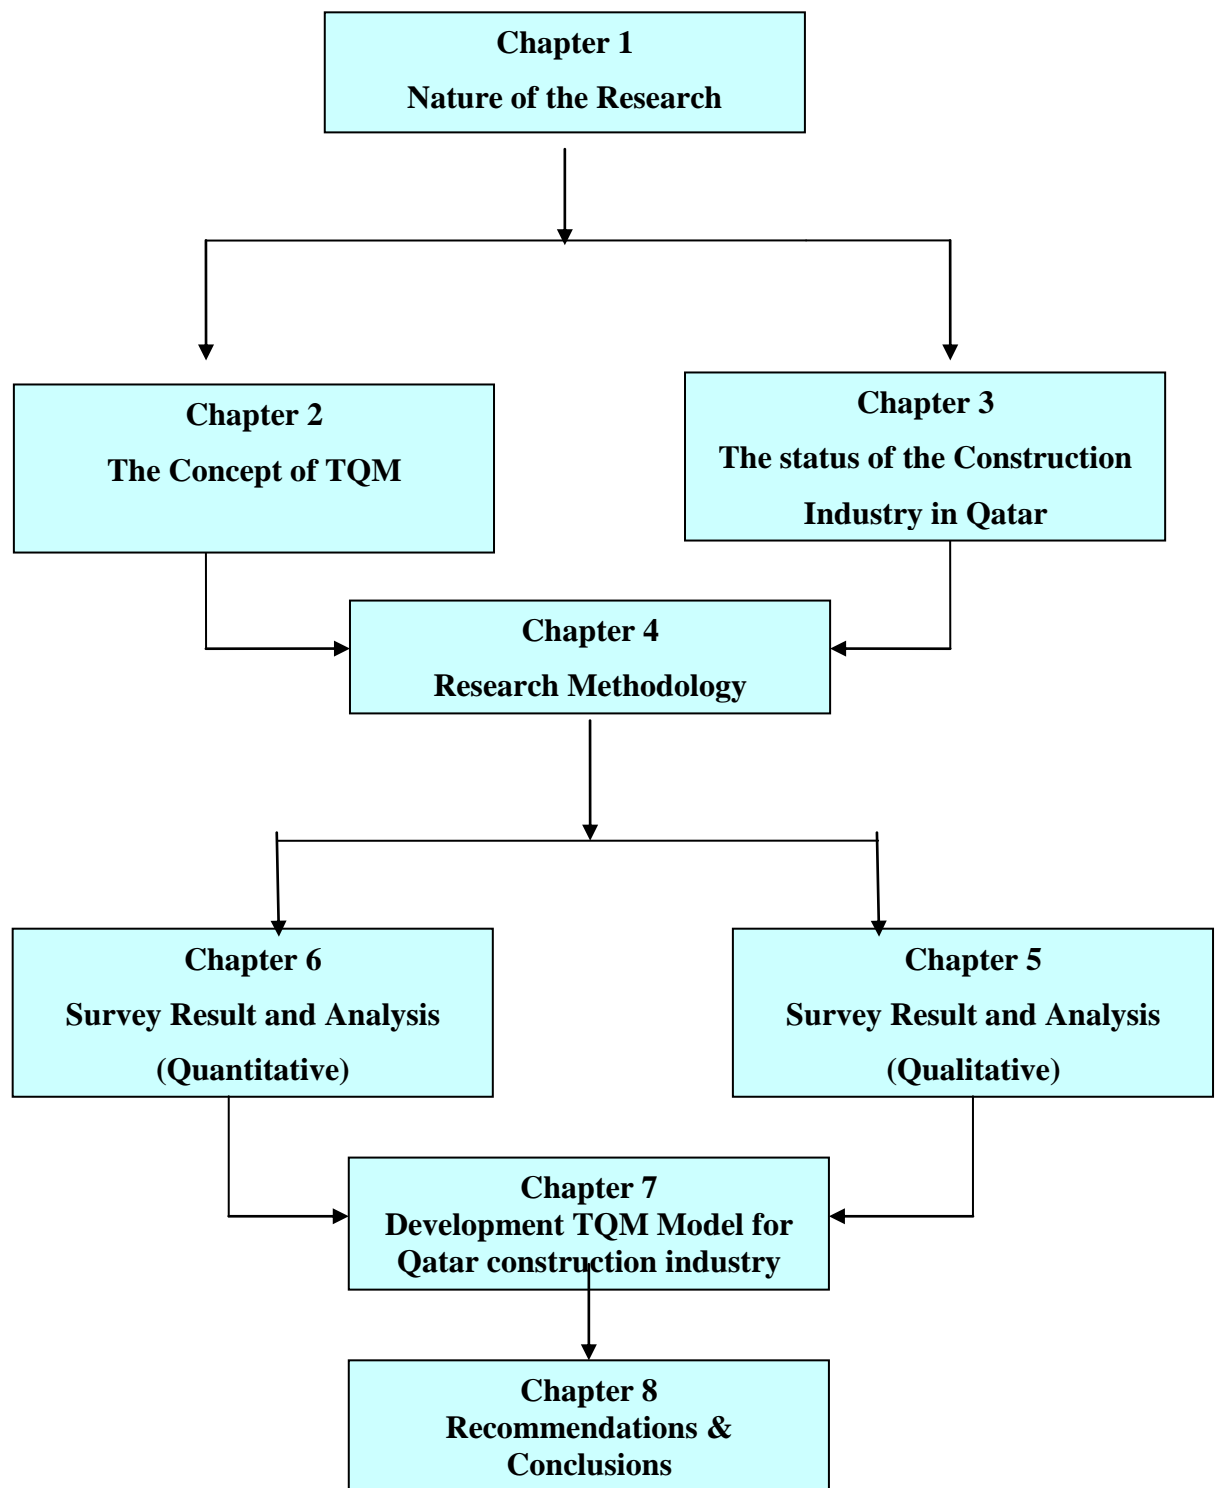 Chapter 1
Nature of the Research
Chapter 2
The Concept of TQM
Chapter 3
The status of the Construction
Industry in Qatar
Chapter 4
Research Methodology
Chapter 6
Survey Result and Analysis
(Quantitative)
Chapter 5
Survey Result and Analysis
(Qualitative)
Chapter 7
Development TQM Model for
Qatar construction industry
Chapter 8
Recommendations &
Conclusions